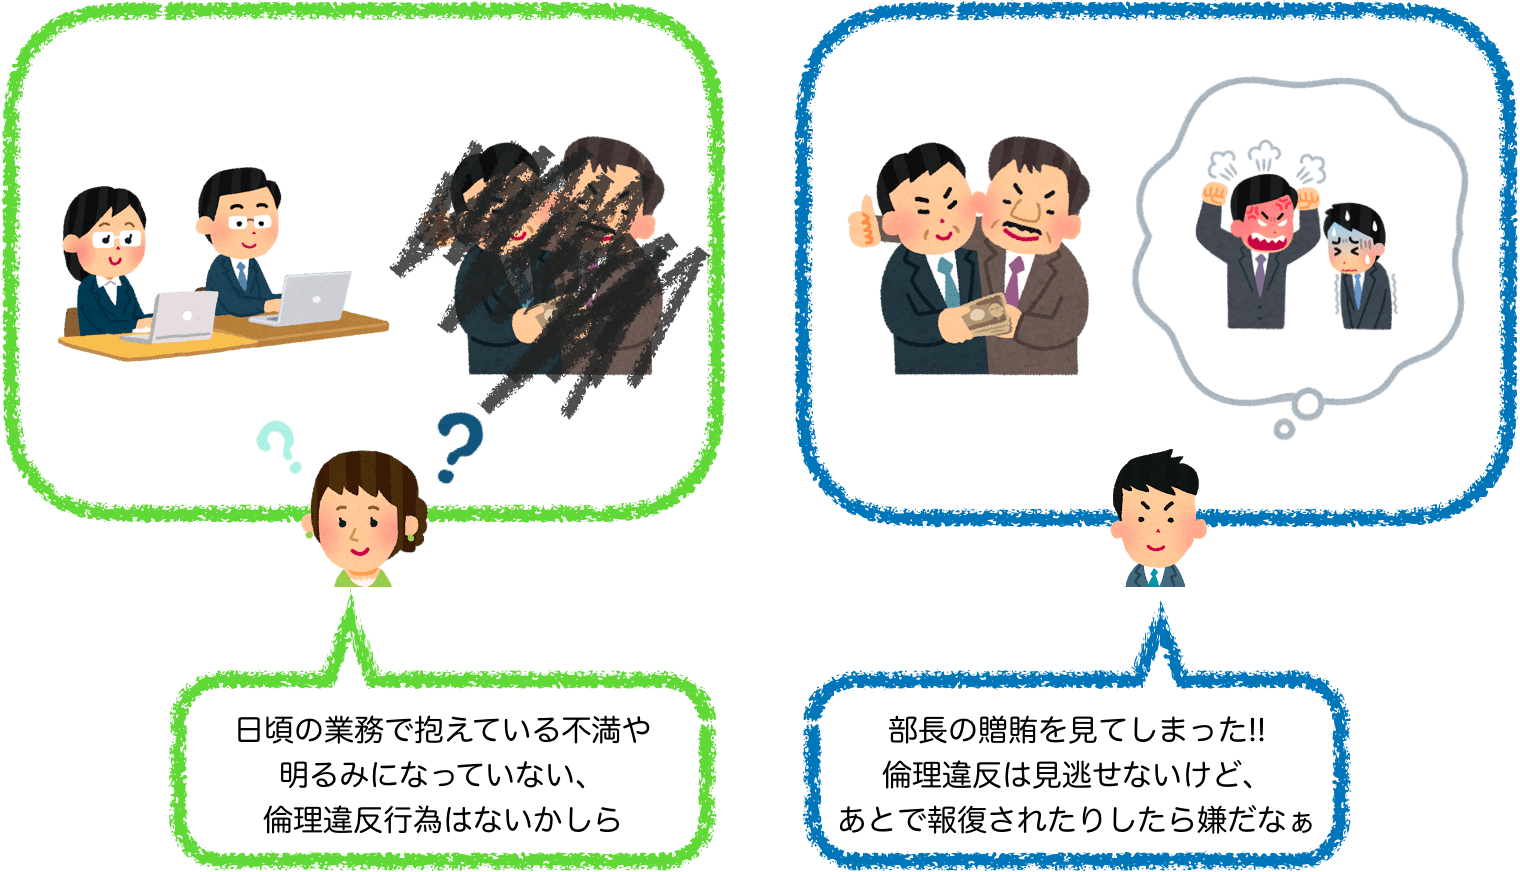 日頃の業務で抱えている不満や
明るみになっていない、
倫理違反行為はないかしら
部長の贈賄を見てしまった!!
倫理違反は見逃せないけど、
あとで報復されたりしたら嫌だなぁ